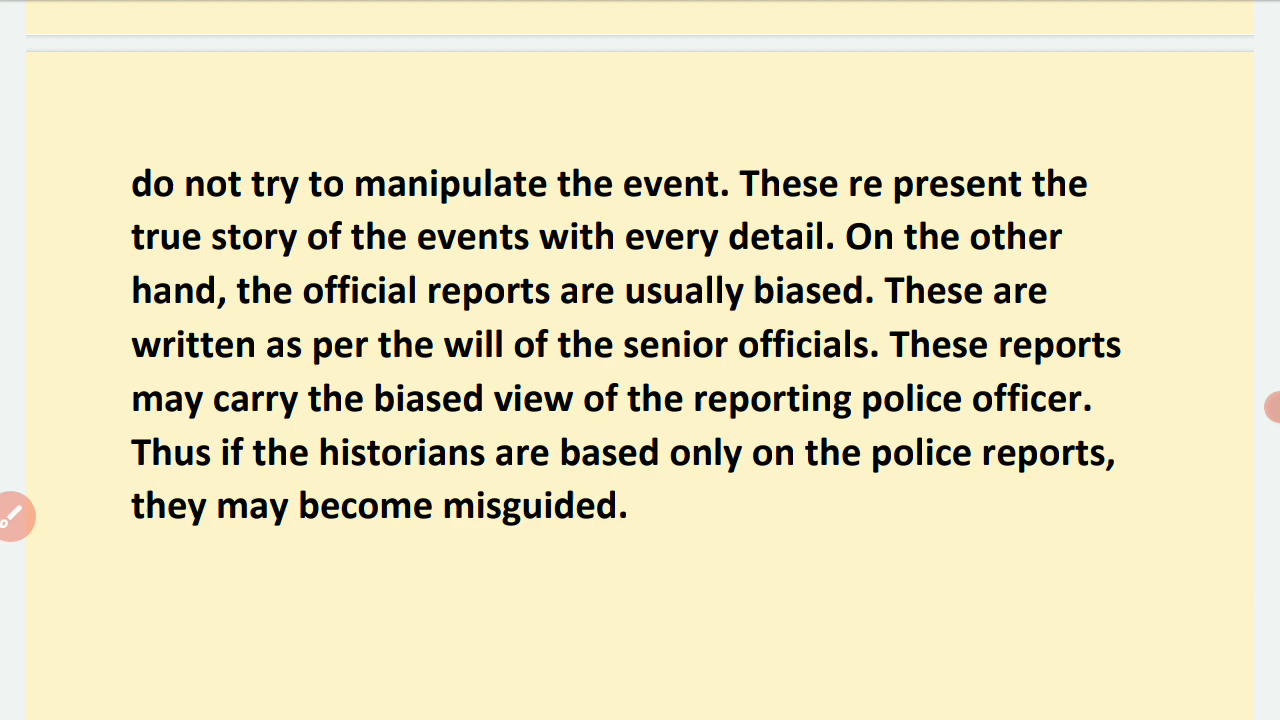 do not try to manipulate the event. These re present the
true story of the events with every detail. On the other
hand, the official reports are usually biased. These are
written as per the will of the senior officials. These reports
may carry the biased view of the reporting police officer.
Thus if the historians are based only on the police reports,
they may become misguided.